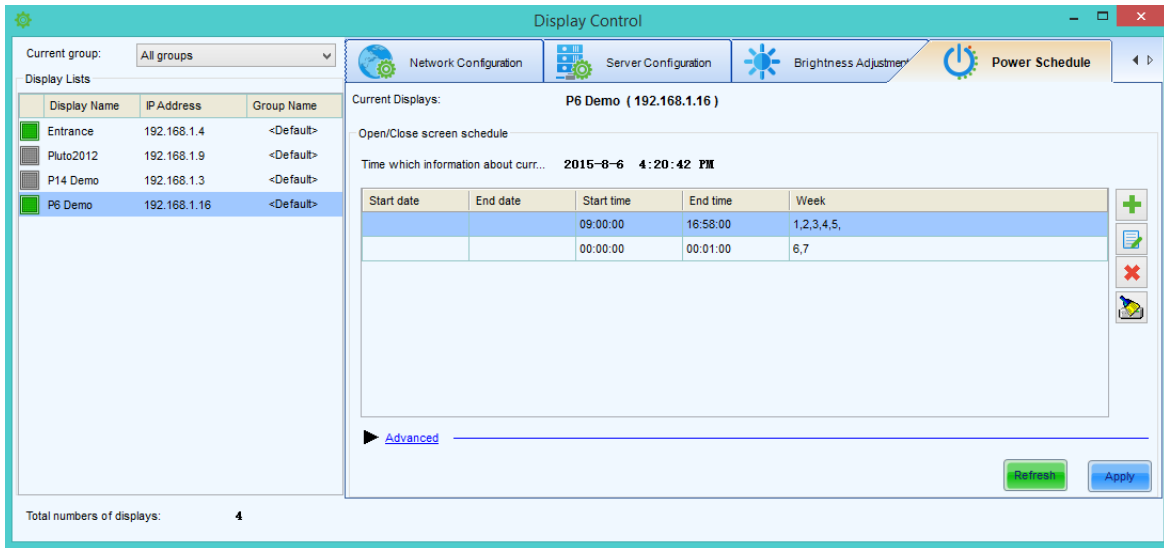 Display Control
Current group: All groups
Display Lists
Display Name IP Address Group Name
Entrance 192.168.1.4 <Default>
Pluto2012 192.168.1.9 <Default>
P14 Demo 192.168.1.3 <Default>
P6 Demo 192.168.1.16 <Default>
Total numbers of displays: 4
Network Configuration Server Configuration Brightness Adjustment Power Schedule
Current Displays: P6 Demo ( 192.168.1.16 )
Open/Close screen schedule
Time which information about curr... 2015-8-6 4:20:42 PM
Start date End date Start time End time Week
09:00:00 16:58:00 1,2,3,4,5,
00:00:00 00:01:00 6,7
Advanced
Refresh Apply